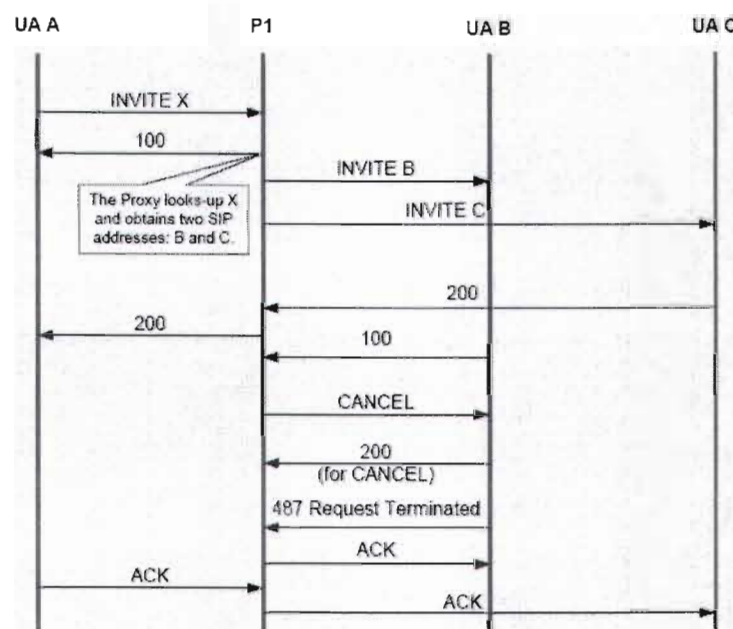 UA A P1 UA B UA C
INVITE X
100
INVITE B
The Proxy looks-up X
and obtains two SIP
addresses: B and C.
INVITE C
200
200
100
CANCEL
200
(for CANCEL)
487 Request Terminated
ACK
ACK
ACK